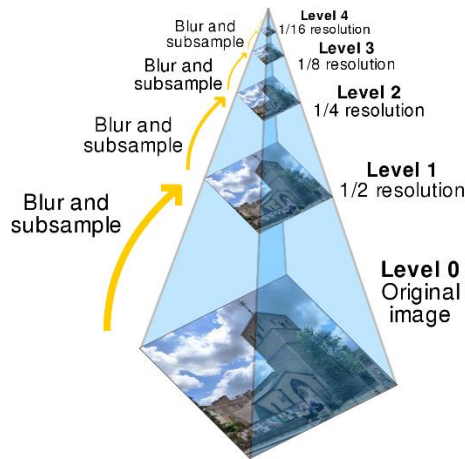 Level 4
1/16 resolution
Blur and
subsample
Level 3
1/8 resolution
Blur and
subsample
Level 2
1/4 resolution
Blur and
subsample
Level 1
1/2 resolution
Blur and
subsample
Level 0
Original
image